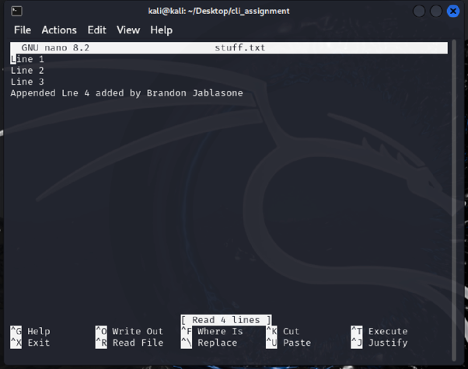 kali@kali: ~/Desktop/cli_assignment
File Actions Edit View Help
GNU nano 8.2 stuff.txt
Line 1
Line 2
Line 3
Appended Lne 4 added by Brandon Jablasone
[ Read 4 lines ]
^G Help ^O Write Out ^F Where Is ^K Cut ^T Execute
^X Exit ^R Read File ^\ Replace ^U Paste ^J Justify